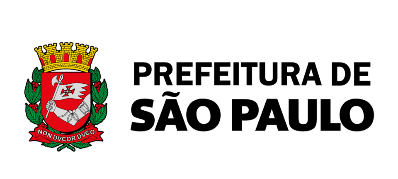 PREFEITURA DE
SÃO PAULO
NON DVCOR DVCO